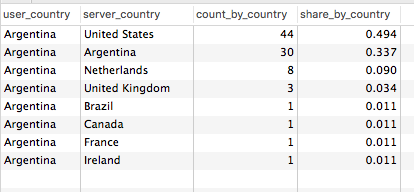 user_country server_country count_by_country share_by_country
Argentina United States 44 0.494
Argentina Argentina 30 0.337
Argentina Netherlands 8 0.090
Argentina United Kingdom 3 0.034
Argentina Brazil 1 0.011
Argentina Canada 1 0.011
Argentina France 1 0.011
Argentina Ireland 1 0.011